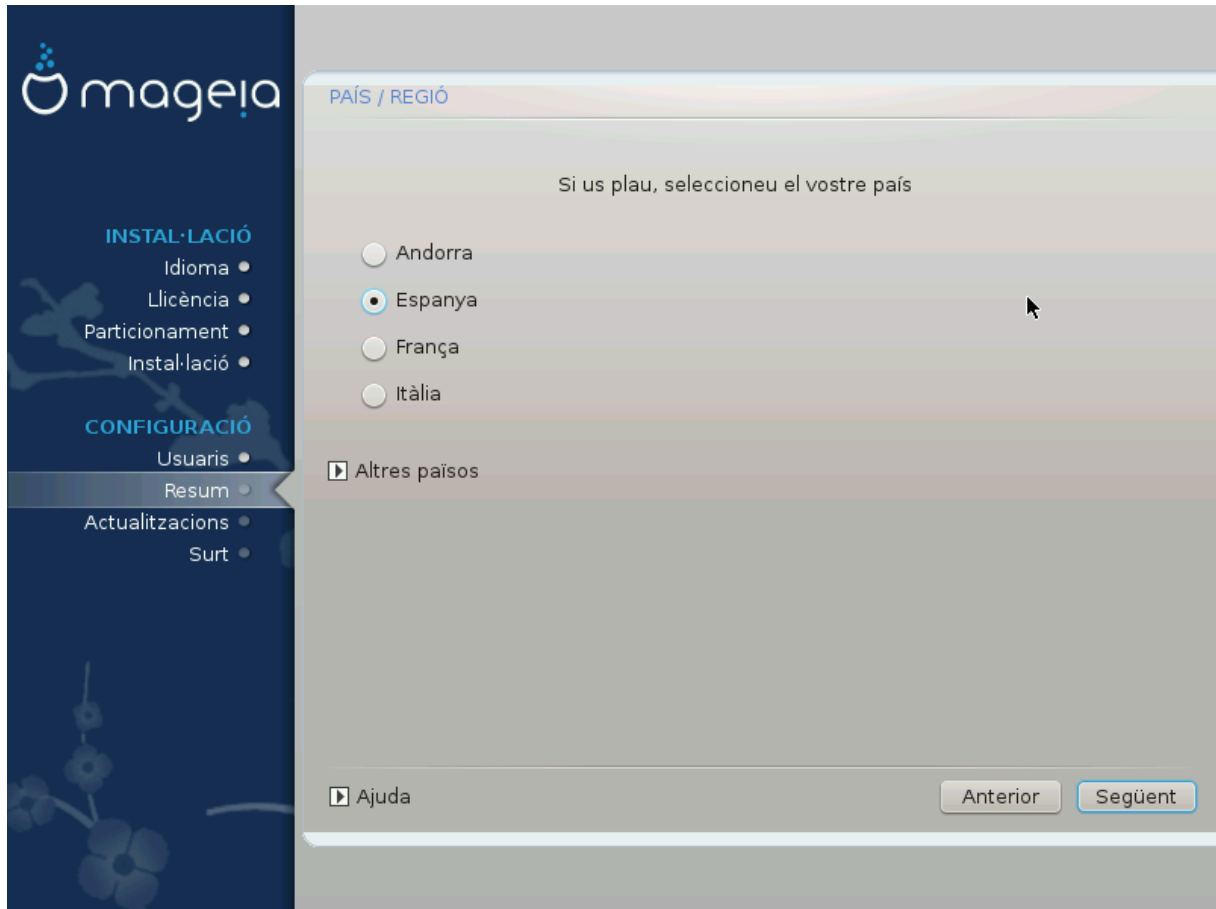 mageia
INSTAL·LACIÓ
Idioma
Llicència
Particionament
Instal·lació
CONFIGURACIÓ
Usuaris
Resum
Actualitzacions
Surt
PAÍS / REGIÓ
Si us plau, seleccioneu el vostre país
Andorra
Espanya
França
Itàlia
Altres països
Ajuda
Anterior
Següent